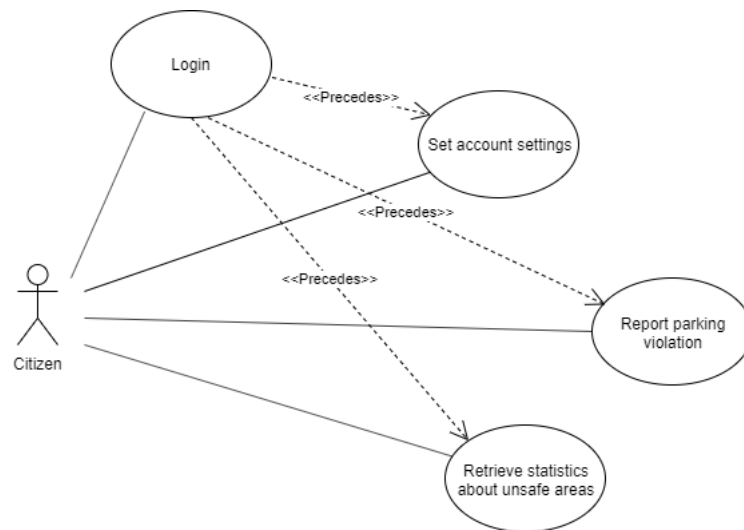 Login
<<Precedes>>
Set account settings
<<Precedes>>
<<Precedes>>
Report parking
violation
Citizen
Retrieve statistics
about unsafe areas